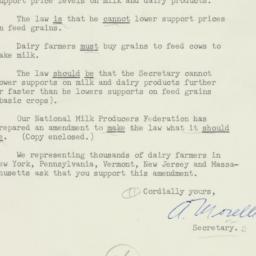 support price levels on milk and dairy products.
The law is that he cannot lower support prices
n feed grains.
Dairy farmers must buy grains to feed cows to
ake milk.
The law should be that the Secretary cannot
ower supports on milk and dairy products further
r faster than he lowers supports on feed grains
basic crops).
Our National Milk Producers Federation has
repared an amendment to make the law what it should
e. (Copy enclosed.)
We representing thousands of dairy farmers in
ew York, Pennsylvania, Vermont, New Jersey and Massa-
husetts ask that you support this amendment.
Cordially yours,
Secretary.